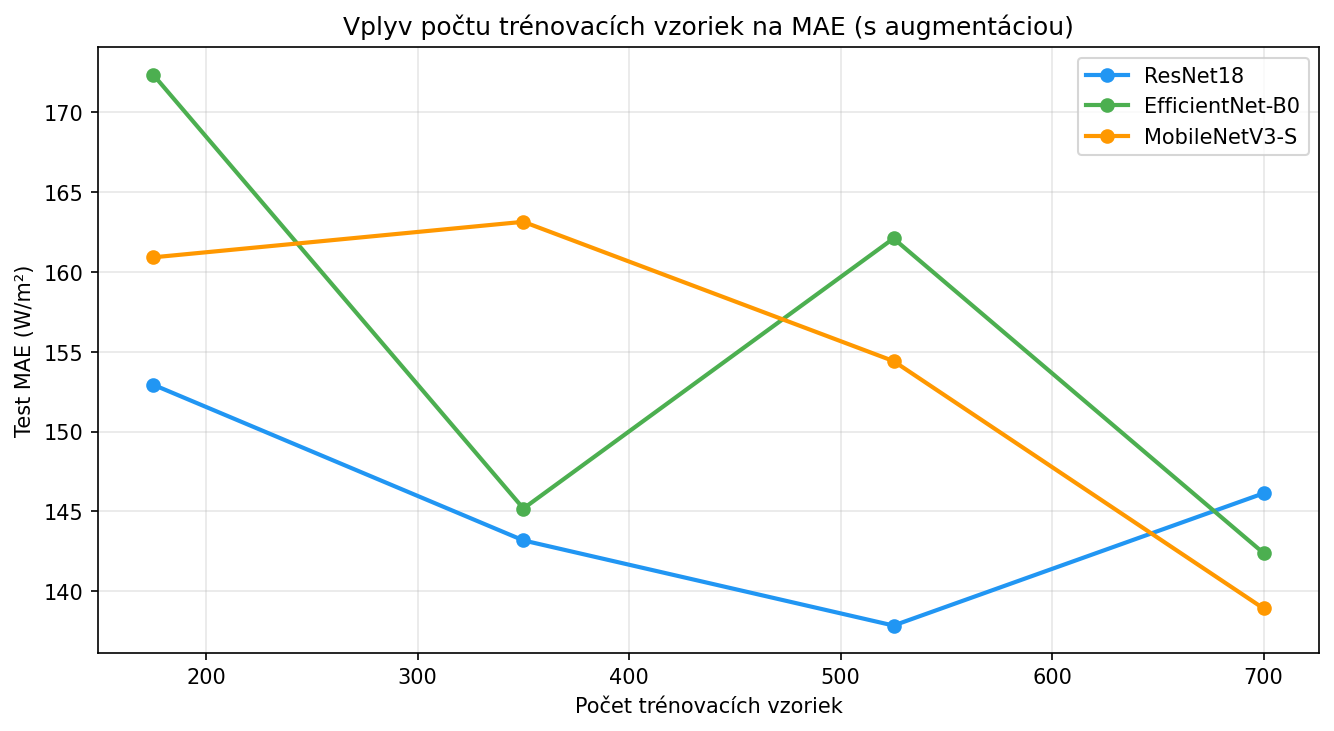 Vplyv počtu trénovacích vzoriek na MAE (s augmentáciou)
ResNet18
EfficientNet-B0
MobileNetV3-S
Test MAE (W/m²)
170
165
160
155
150
145
140
200 300 400 500 600 700
Počet trénovacích vzoriek